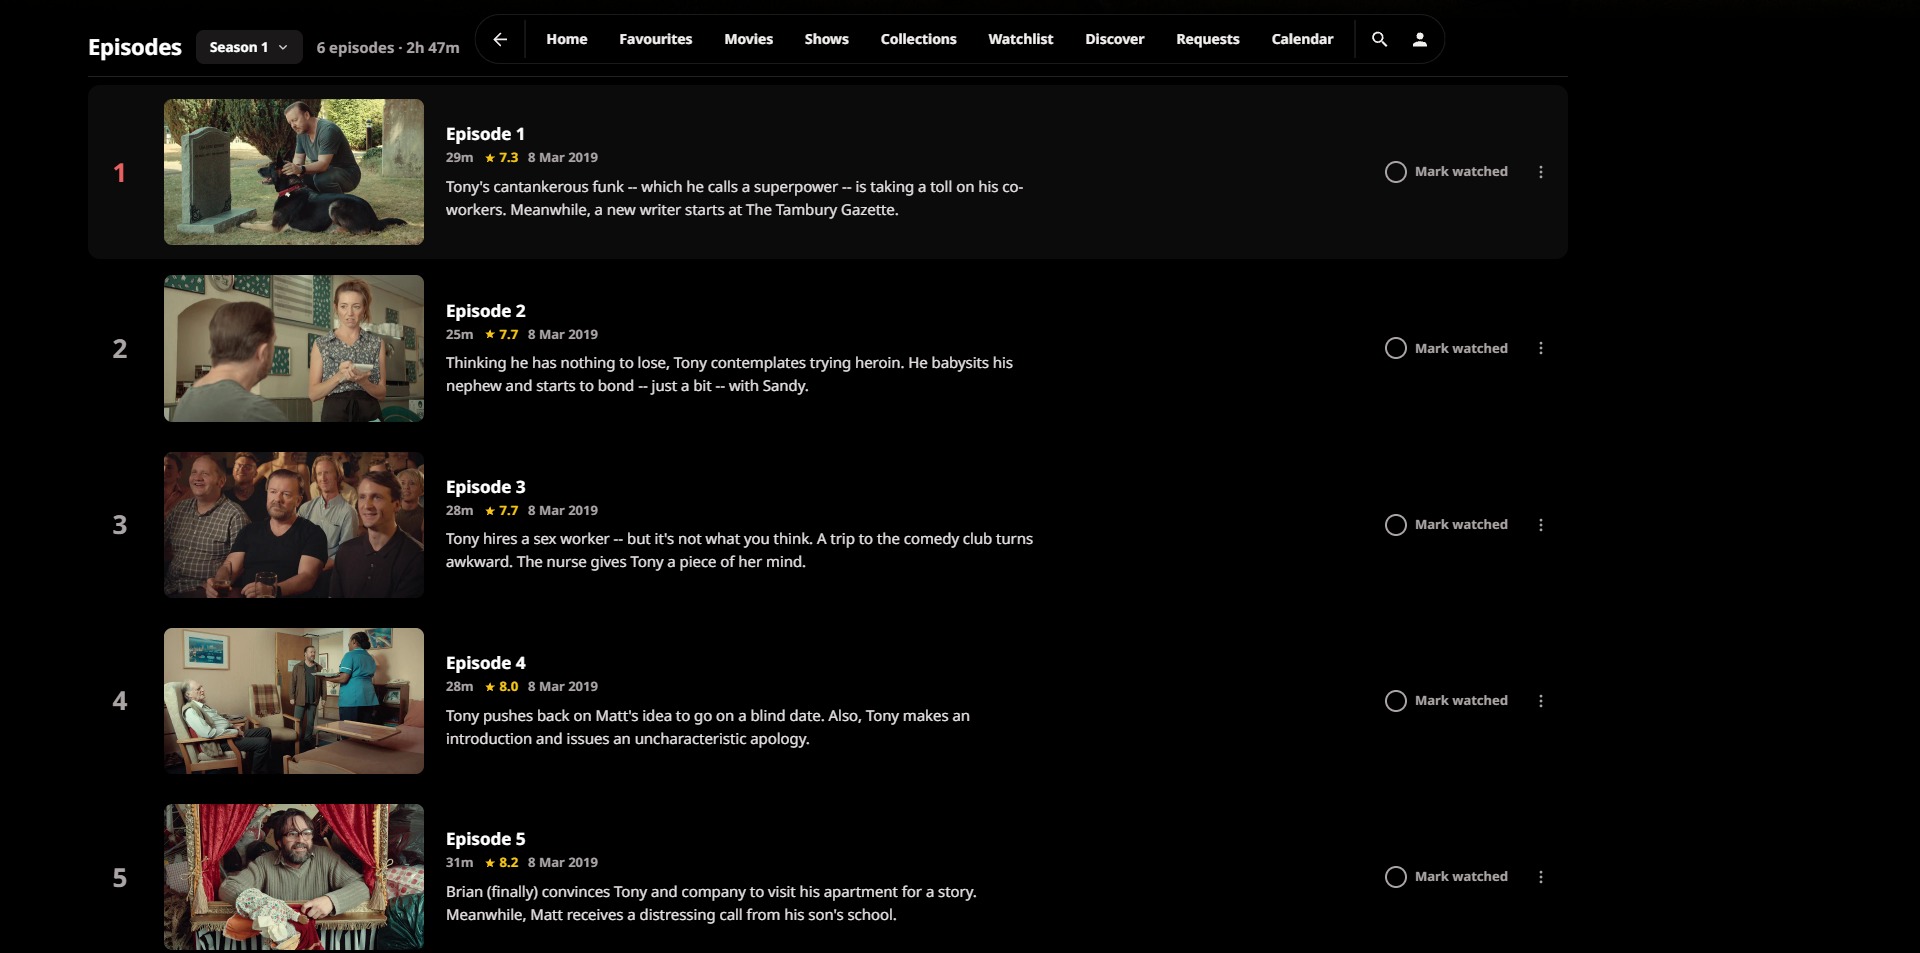 Episodes
Season 1
6 episodes · 2h 47m
Home
Favourites
Movies
Shows
Collections
Watchlist
Discover
Requests
Calendar
1
Episode 1
29m ★ 7.3 8 Mar 2019
Tony's cantankerous funk -- which he calls a superpower -- is taking a toll on his co-
workers. Meanwhile, a new writer starts at The Tambury Gazette.
Mark watched
2
Episode 2
25m ★ 7.7 8 Mar 2019
Thinking he has nothing to lose, Tony contemplates trying heroin. He babysits his
nephew and starts to bond -- just a bit -- with Sandy.
Mark watched
3
Episode 3
28m ★ 7.7 8 Mar 2019
Tony hires a sex worker -- but it's not what you think. A trip to the comedy club turns
awkward. The nurse gives Tony a piece of her mind.
Mark watched
4
Episode 4
28m ★ 8.0 8 Mar 2019
Tony pushes back on Matt's idea to go on a blind date. Also, Tony makes an
introduction and issues an uncharacteristic apology.
Mark watched
5
Episode 5
31m ★ 8.2 8 Mar 2019
Brian (finally) convinces Tony and company to visit his apartment for a story.
Meanwhile, Matt receives a distressing call from his son's school.
Mark watched